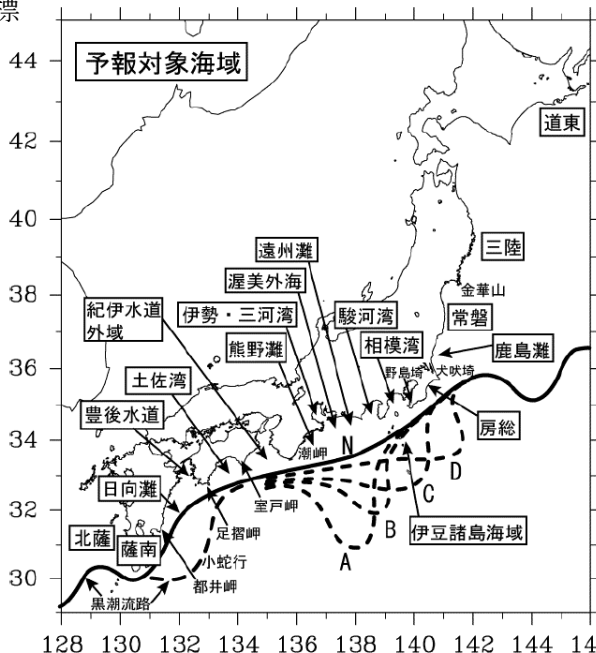 標
44
予報対象海域
道東
42
40
遠州灘
三陸
渥美外海
38
金華山
紀伊水道
外域
伊勢・三河湾
駿河湾
常磐
熊野灘
相模湾
鹿島灘
36
野島埼
犬吠埼
土佐湾
豊後水道
房総
34
潮岬
N
D
日向灘
室戸岬
C
32
足摺岬
B
伊豆諸島海域
北薩
薩南
小蛇行
A
30
都井岬
黒潮流路
128 130 132 134 136 138 140 142 144 14